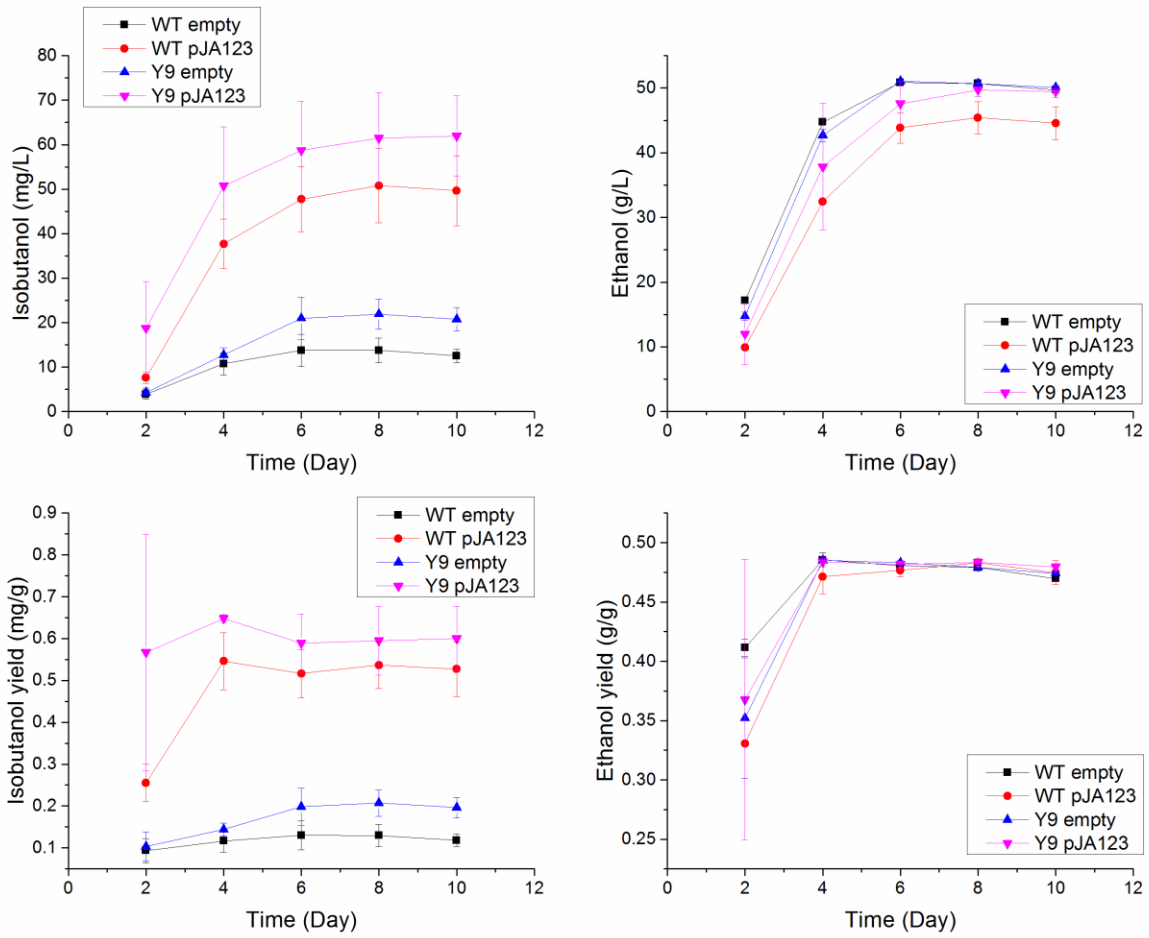 WT empty
WT pJA123
Y9 empty
Y9 pJA123
Isobutanol (mg/L)
80
70
60
50
40
30
20
10
0
0 2 4 6 8 10 12
Time (Day)
Ethanol (g/L)
50
40
30
20
10
0
WT empty
WT pJA123
Y9 empty
Y9 pJA123
0 2 4 6 8 10 12
Time (Day)
Isobutanol yield (mg/g)
0.9
0.8
0.7
0.6
0.5
0.4
0.3
0.2
0.1
WT empty
WT pJA123
Y9 empty
Y9 pJA123
0 2 4 6 8 10 12
Time (Day)
Ethanol yield (g/g)
0.50
0.45
0.40
0.35
0.30
0.25
WT empty
WT pJA123
Y9 empty
Y9 pJA123
0 2 4 6 8 10 12
Time (Day)